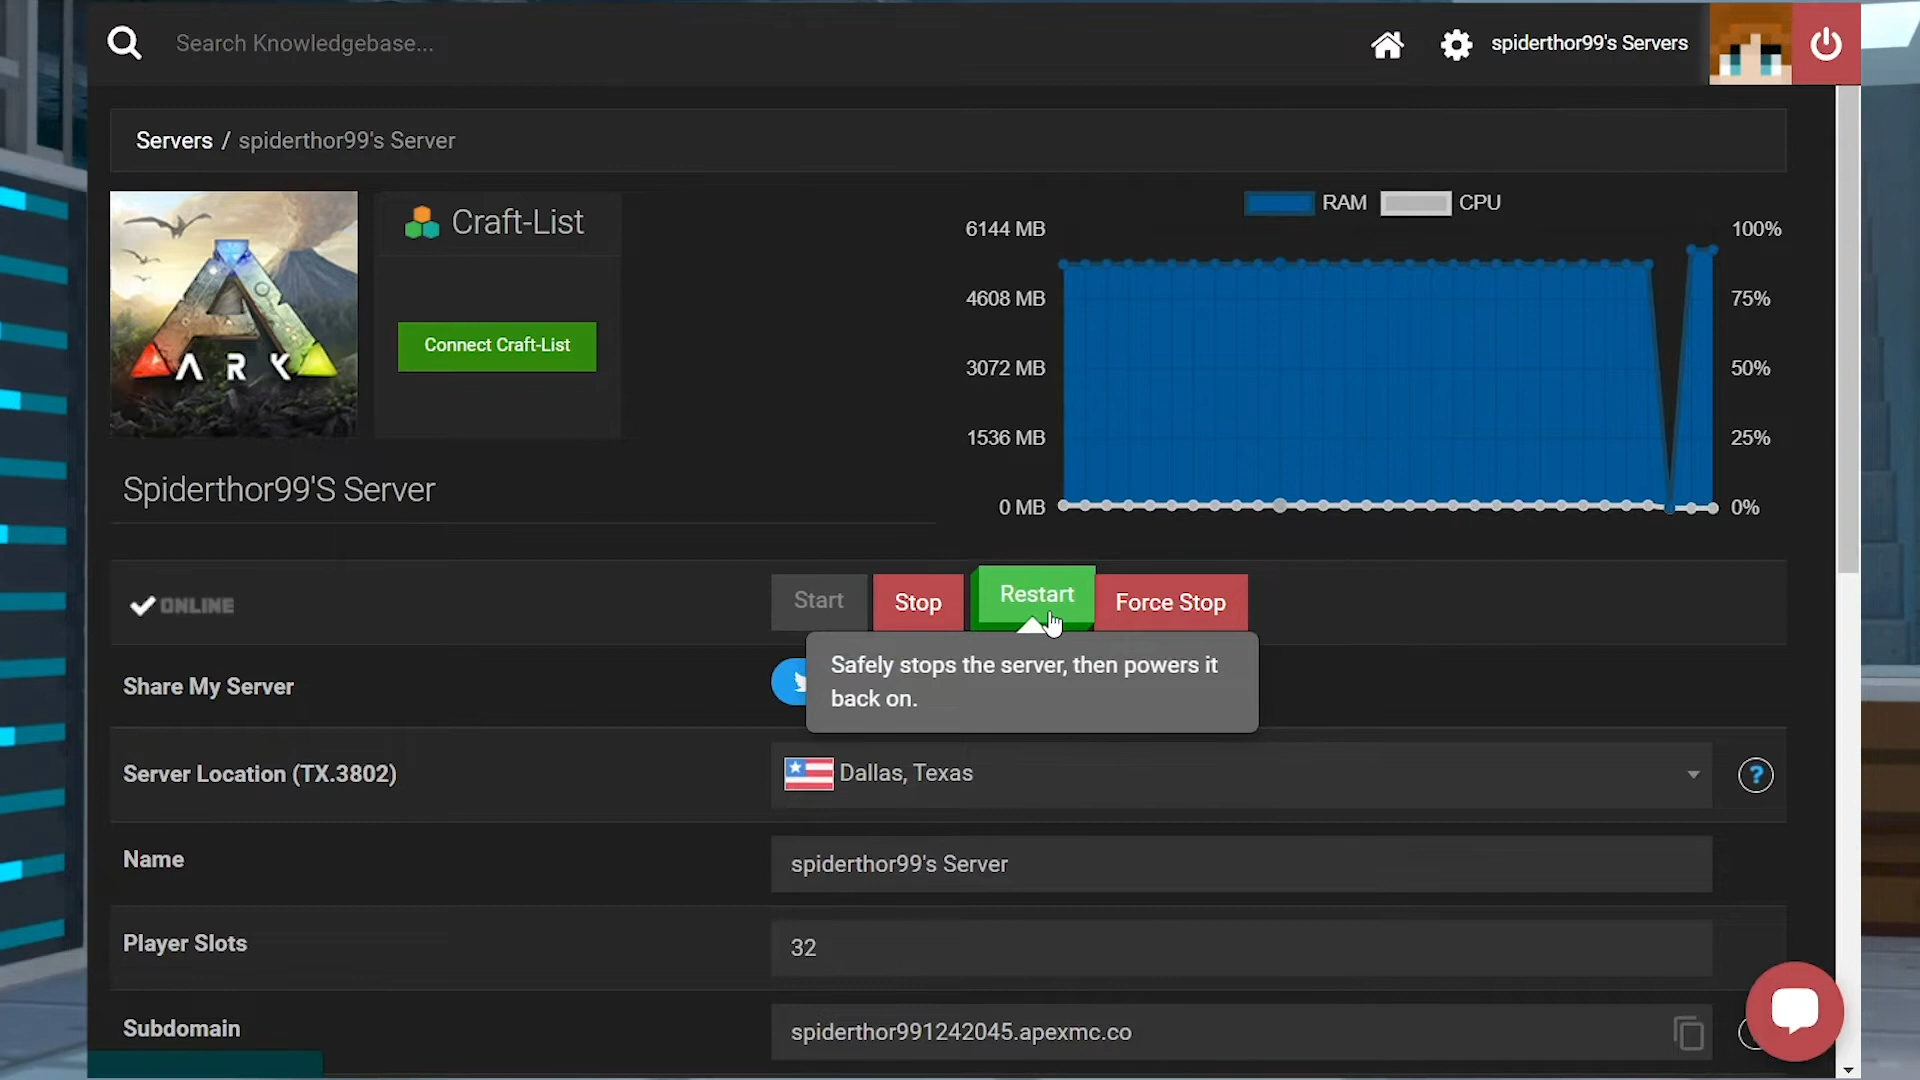 Search Knowledgebase...
spiderthor99's Servers
Servers / spiderthor99's Server
ARK
Craft-List
Connect Craft-List
RAM
CPU
6144 MB
100%
4608 MB
75%
3072 MB
50%
1536 MB
25%
0 MB
0%
Spiderthor99'S Server
ONLINE
Start
Stop
Restart
Force Stop
Safely stops the server, then powers it
back on.
Share My Server
Server Location (TX.3802)
Dallas, Texas
?
Name
spiderthor99's Server
Player Slots
32
Subdomain
spiderthor991242045.apexmc.co